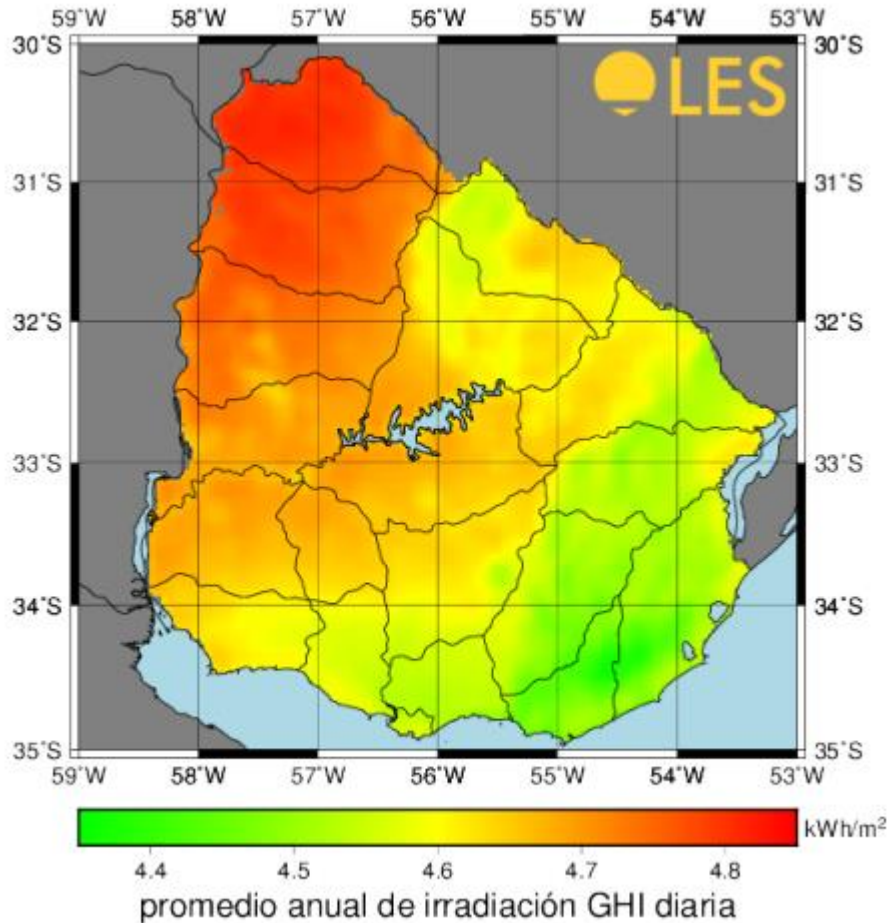 59˚W 58˚W 57˚W 56˚W 55˚W 54˚W 53˚W
30˚S 30˚S
LES
31˚S 31˚S
32˚S 32˚S
33˚S 33˚S
34˚S 34˚S
35˚S 35˚S
59˚W 58˚W 57˚W 56˚W 55˚W 54˚W 53˚W
kWh/m²
4.4 4.5 4.6 4.7 4.8
promedio anual de irradiación GHI diaria